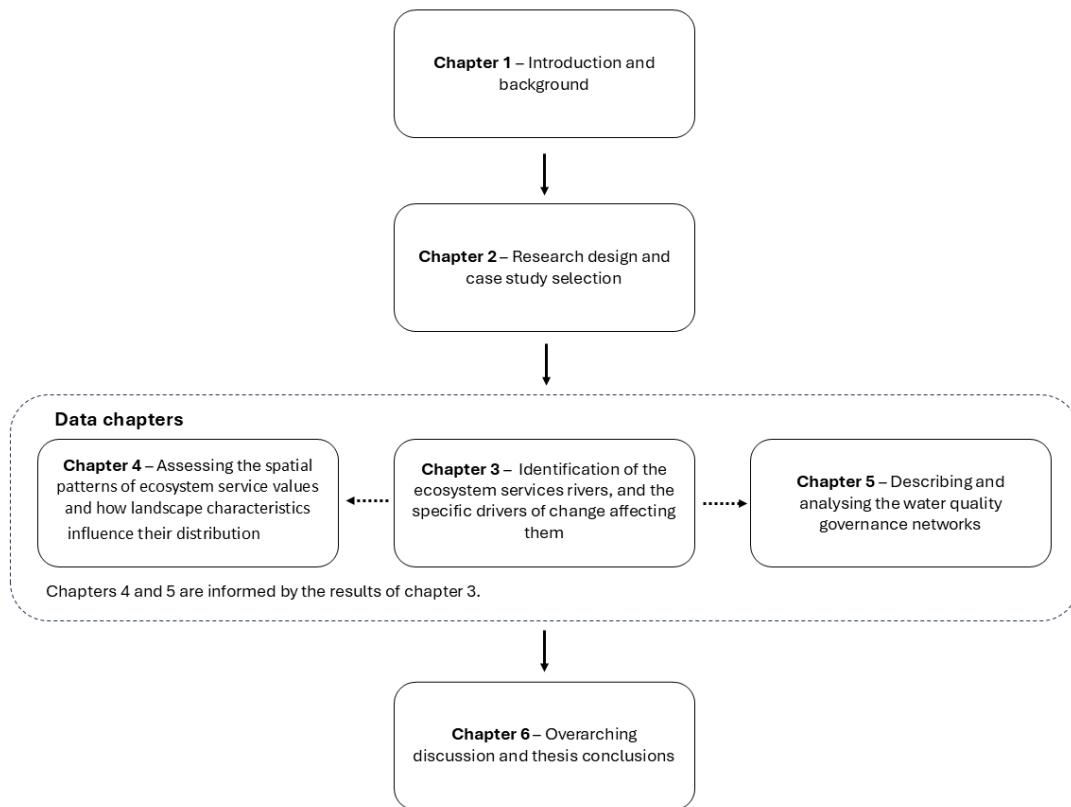 Chapter 1 – Introduction and
background
Chapter 2 – Research design and
case study selection
Data chapters
Chapter 4 – Assessing the spatial
patterns of ecosystem service values
and how landscape characteristics
influence their distribution
Chapter 3 – Identification of the
ecosystem services rivers, and the
specific drivers of change affecting
them
Chapter 5 – Describing and
analysing the water quality
governance networks
Chapters 4 and 5 are informed by the results of chapter 3.
Chapter 6 – Overarching
discussion and thesis conclusions